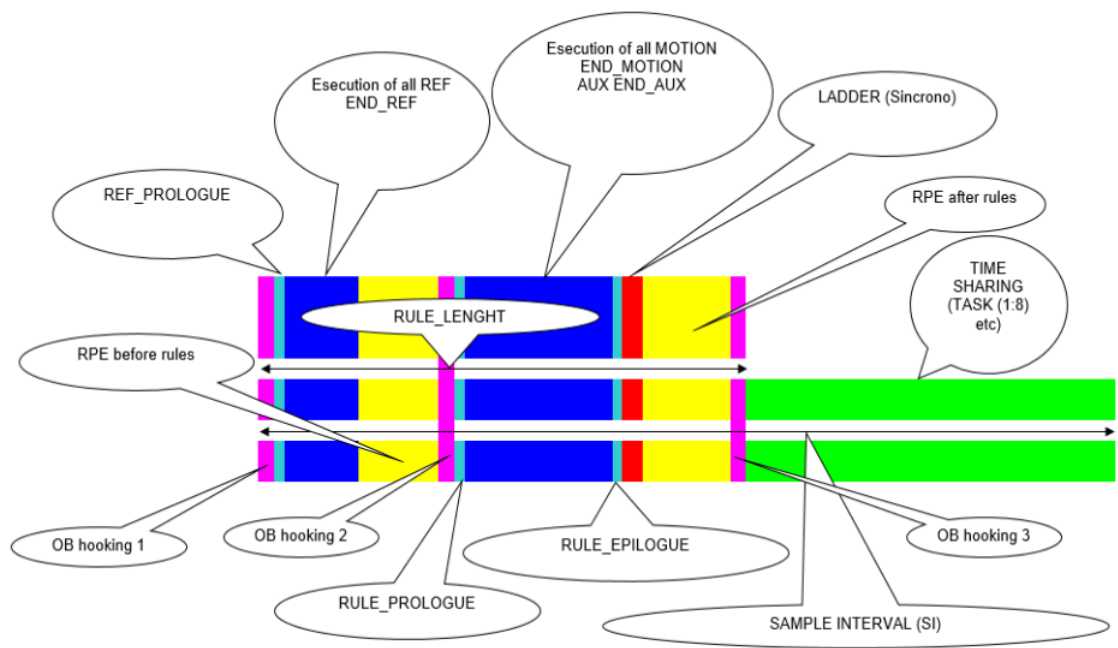 Esecution of all REF
END_REF
Esecution of all MOTION
END_MOTION
AUX END_AUX
LADDER (Sincrono)
REF_PROLOGUE
RPE after rules
TIME
SHARING
(TASK (1:8)
etc)
RULE_LENGHT
RPE before rules
OB hooking 1
OB hooking 2
RULE_EPILOGUE
OB hooking 3
RULE_PROLOGUE
SAMPLE INTERVAL (SI)